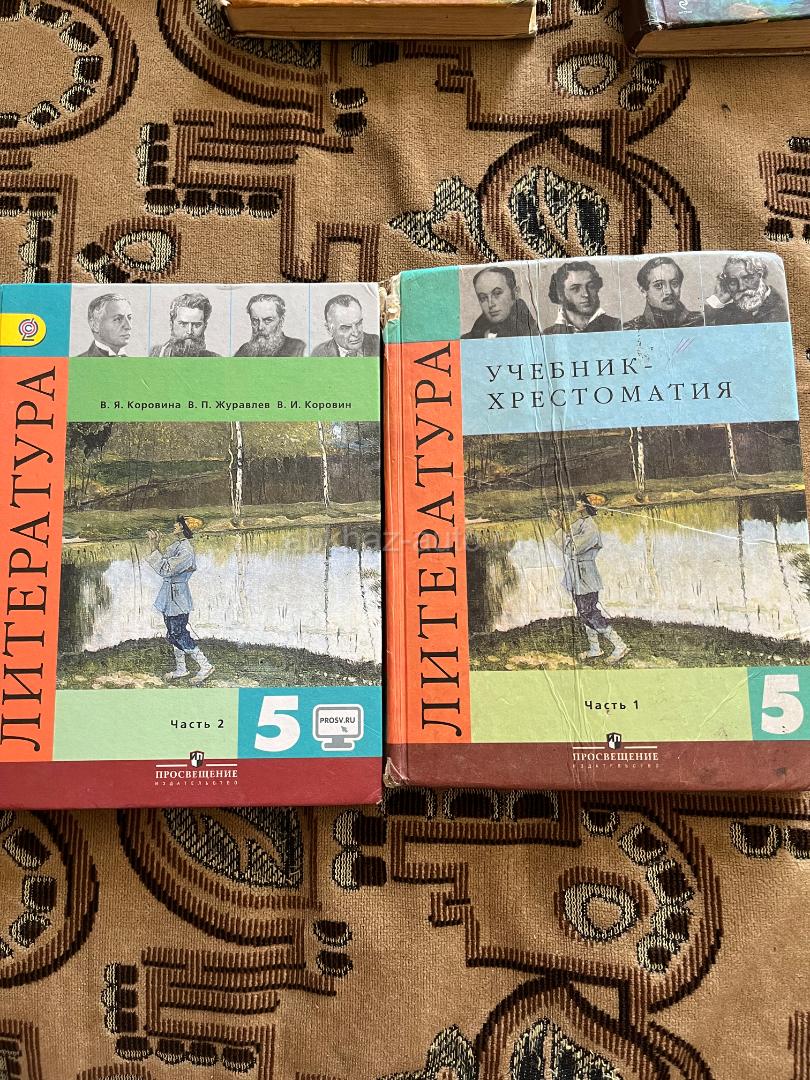 В. Я. Коровина В. П. Журавлев В. И. Коровин
ЛИТЕРАТУРА
Часть 2
5
PROSV.RU
ПРОСВЕЩЕНИЕ
ИЗДАТЕЛЬСТВО
УЧЕБНИК-
ХРЕСТОМАТИЯ
ЛИТЕРАТУРА
Часть 1
5
ПРОСВЕЩЕНИЕ
ИЗДАТЕЛЬСТВО